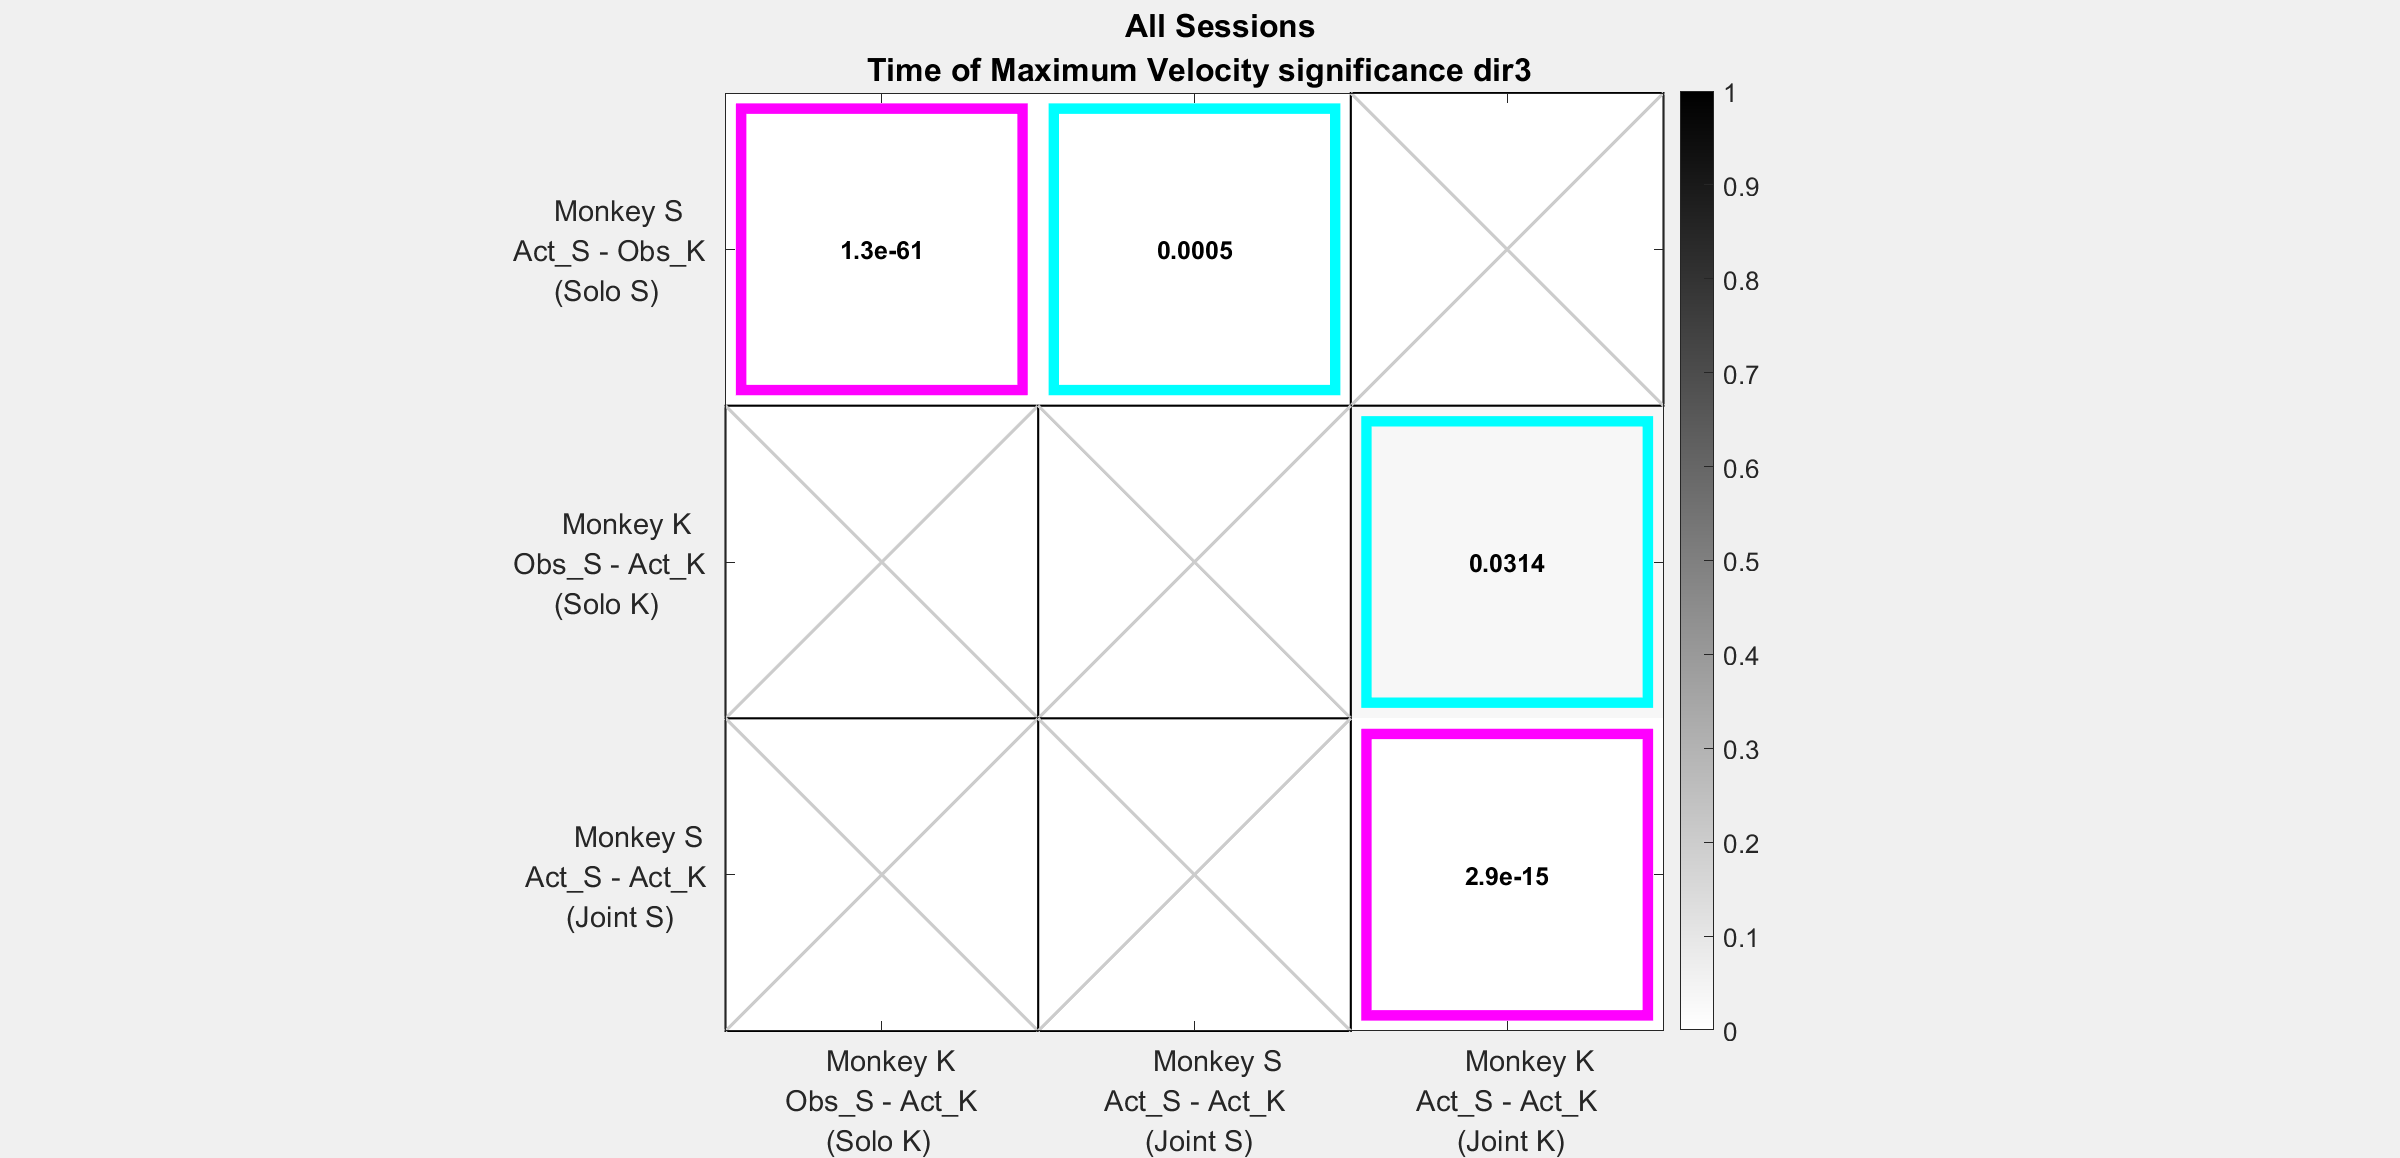 All Sessions
Time of Maximum Velocity significance dir3
Monkey S
Act_S - Obs_K
(Solo S)
1.3e-61
0.0005
Monkey K
Obs_S - Act_K
(Solo K)
0.0314
Monkey S
Act_S - Act_K
(Joint S)
2.9e-15
Monkey K
Obs_S - Act_K
(Solo K)
Monkey S
Act_S - Act_K
(Joint S)
Monkey K
Act_S - Act_K
(Joint K)
1
0.9
0.8
0.7
0.6
0.5
0.4
0.3
0.2
0.1
0